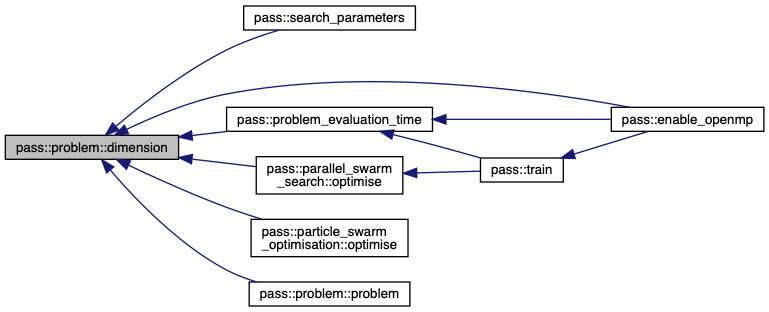 pass::search_parameters
pass::problem_evaluation_time
pass::enable_openmp
pass::problem::dimension
pass::parallel_swarm
_search::optimise
pass::train
pass::particle_swarm
_optimisation::optimise
pass::problem::problem